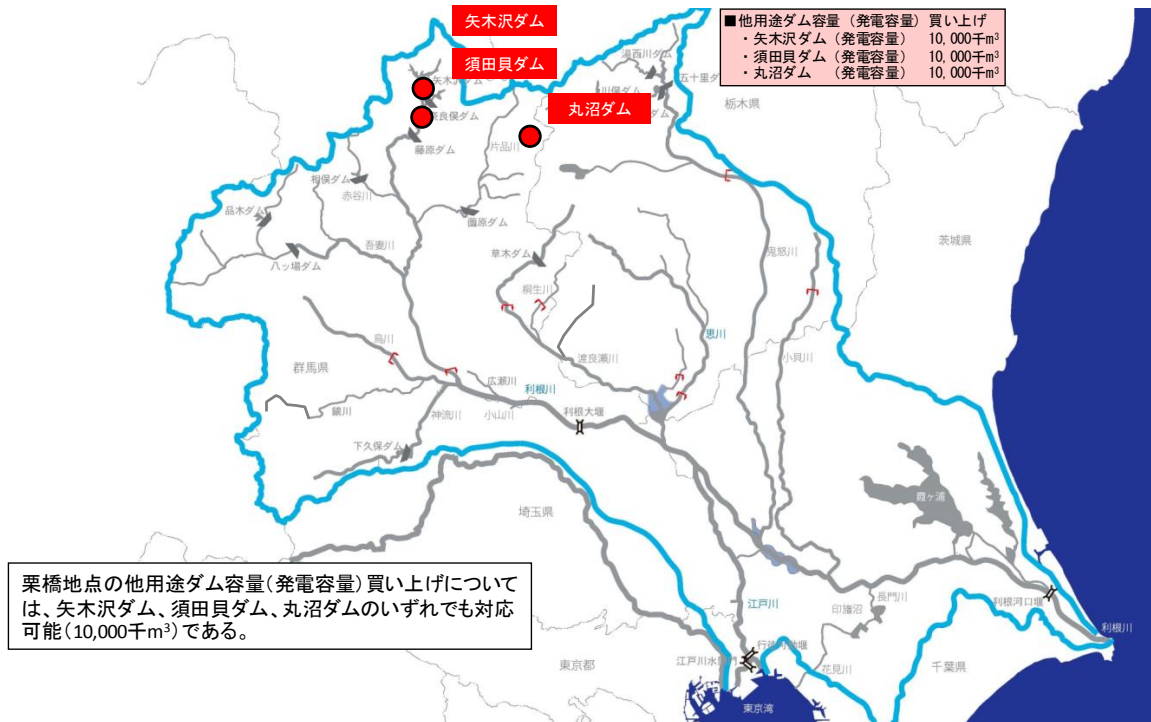 矢木沢ダム
須田貝ダム
丸沼ダム
■他用途ダム容量(発電容量)買い上げ
・矢木沢ダム(発電容量) 10,000千m³
・須田貝ダム(発電容量) 10,000千m³
・丸沼ダム (発電容量) 10,000千m³
湯西川ダム
五十里ダ
川俣ダム
栃木県
矢木沢ダム
奈良俣ダム
藤原ダム
片品川
相俣ダム
赤谷川
品木ダム
薗原ダム
吾妻川
八ッ場ダム
草木ダム
鬼怒川
茨城県
桐生川
思川
烏川
渡良瀬川
小貝川
群馬県
広瀬川
利根川
鏑川
神流川
小山川
利根大堰
下久保ダム
霞ヶ浦
埼玉県
栗橋地点の他用途ダム容量(発電容量)買い上げについて
は、矢木沢ダム、須田貝ダム、丸沼ダムのいずれでも対応
可能(10,000千m³)である。
江戸川
印旛沼
長門川
利根河口堰
利根川
行徳可動堰
江戸川水閘門
東京都
花見川
千葉県
東京湾